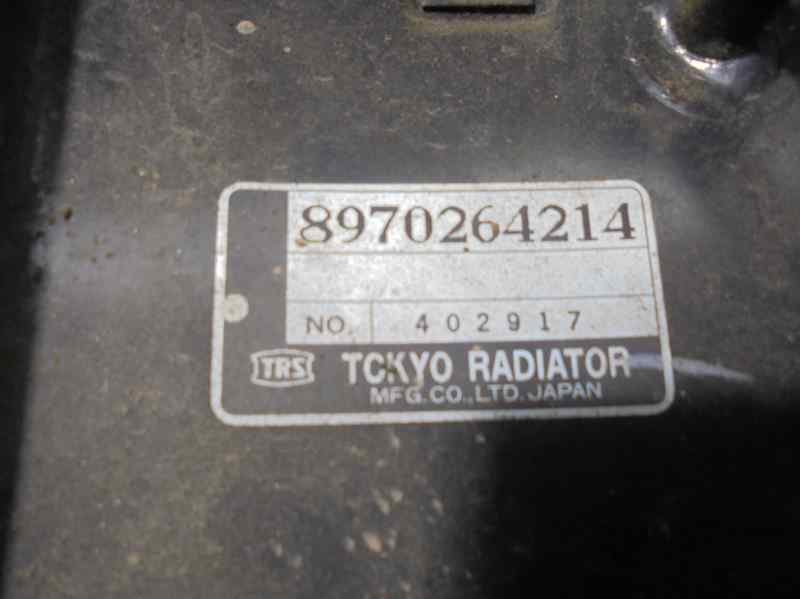 8970264214
NO. 402917
TRS TOKYO RADIATOR
MFG.CO.,LTD.JAPAN